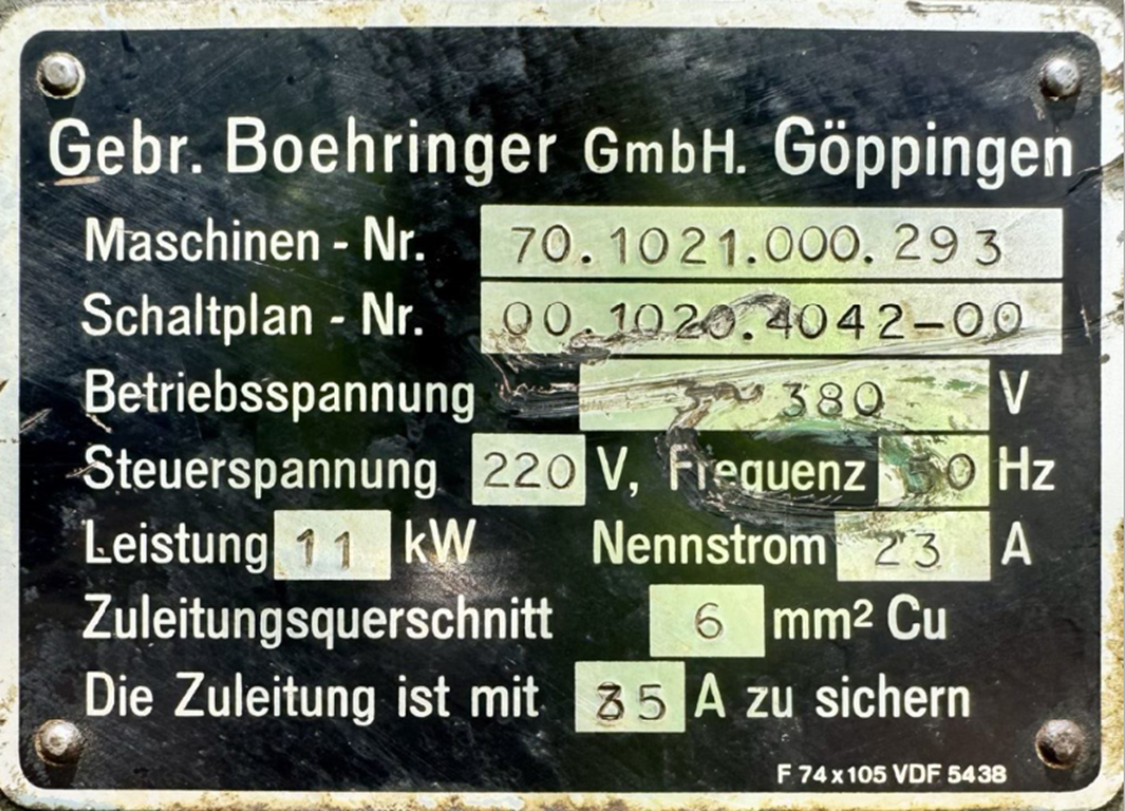 Gebr. Boehringer GmbH. Göppingen
Maschinen - Nr. 70.1021.000.293
Schaltplan - Nr. 00.1020.4042-00
Betriebsspannung 380 V
Steuerspannung 220 V, Frequenz 50 Hz
Leistung 11 kW Nennstrom 23 A
Zuleitungsquerschnitt 6 mm² Cu
Die Zuleitung ist mit 35 A zu sichern
F 74x105 VDF 5438